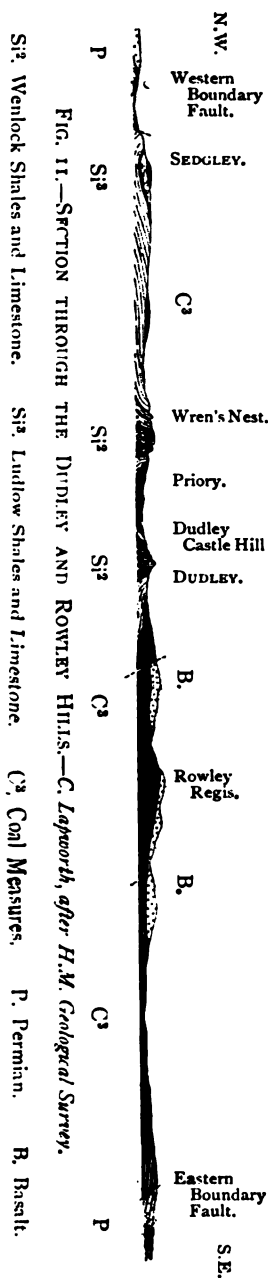 N.W. S.E.
Western Boundary Fault.
SEDGLEY.
C³
Wren's Nest.
Priory.
Dudley Castle Hill
DUDLEY.
B.
Rowley Regis.
B.
Eastern Boundary Fault.
P Si³ Si² Si² C³ C³ P
FIG. 11.—SECTION THROUGH THE DUDLEY AND ROWLEY HILLS.—C. Lapworth, after H.M. Geological Survey.
Si². Wenlock Shales and Limestone. Si³. Ludlow Shales and Limestone. C³. Coal Measures. P. Permian. B. Basalt.